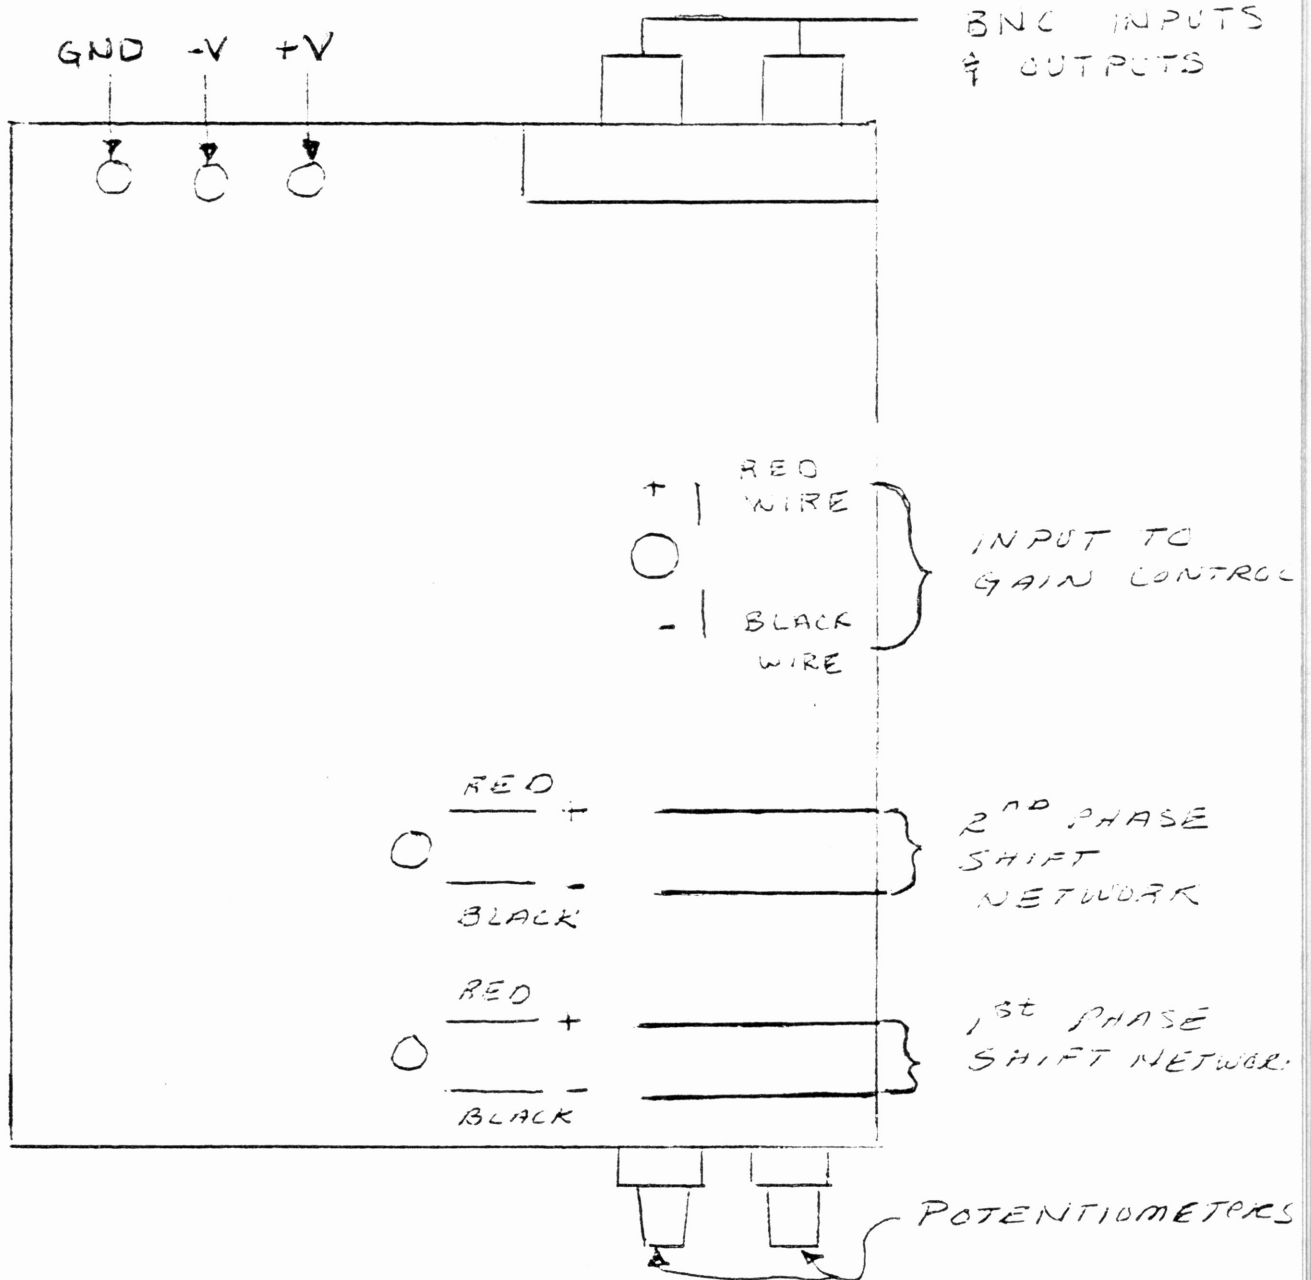 BNC INPUTS
& OUTPUTS
GND -V +V
+ RED
WIRE
- BLACK
WIRE
INPUT TO
GAIN CONTROL
RED
+
-
BLACK
2ND PHASE
SHIFT
NETWORK
RED
+
-
BLACK
1st PHASE
SHIFT NETWOR
POTENTIOMETERS